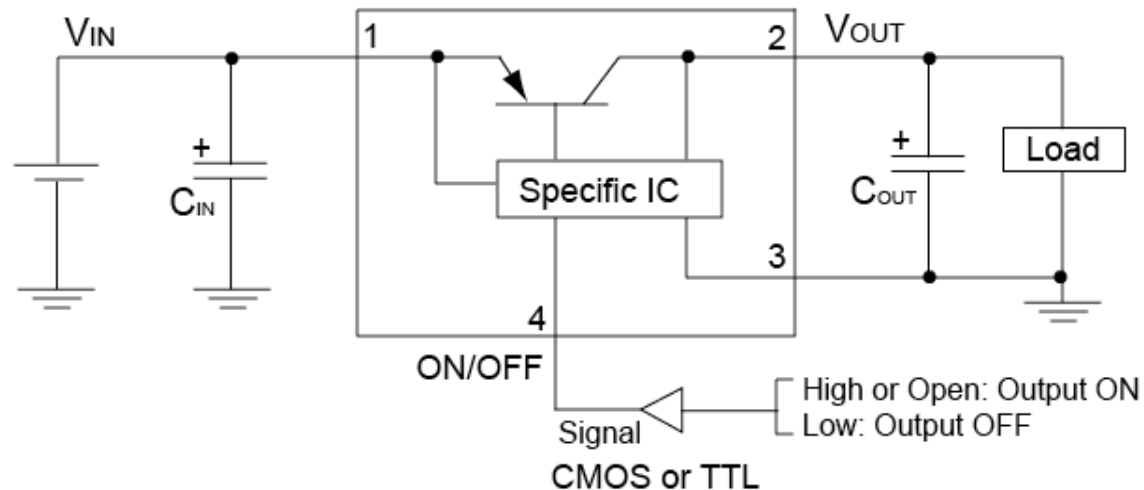 VIN
1
2
VOUT
+
CIN
Specific IC
+
COUT
Load
3
4
ON/OFF
Signal
High or Open: Output ON
Low: Output OFF
CMOS or TTL